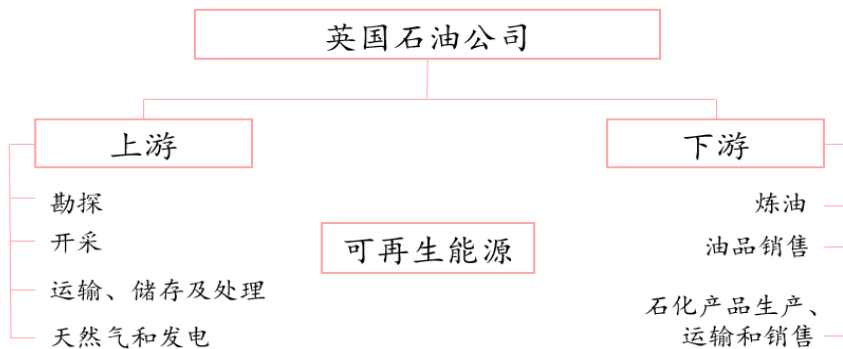 英国石油公司
上游
下游
勘探
开采
运输、储存及处理
天然气和发电
可再生能源
炼油
油品销售
石化产品生产、
运输和销售